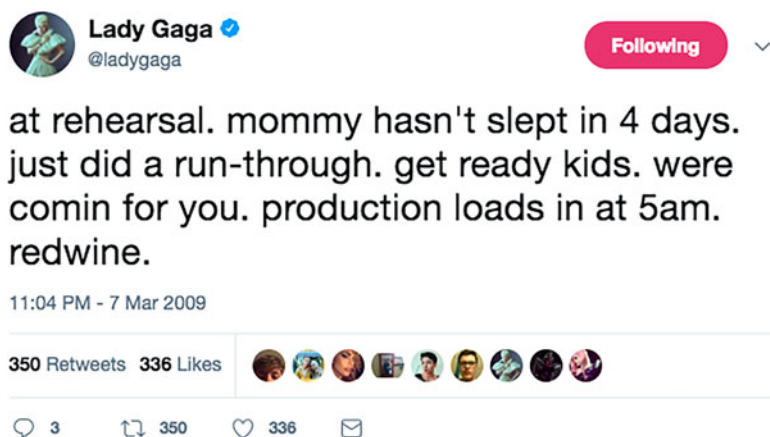 Lady Gaga
@ladygaga
Following
at rehearsal. mommy hasn't slept in 4 days.
just did a run-through. get ready kids. were
comin for you. production loads in at 5am.
redwine.
11:04 PM - 7 Mar 2009
350 Retweets 336 Likes
3 350 336